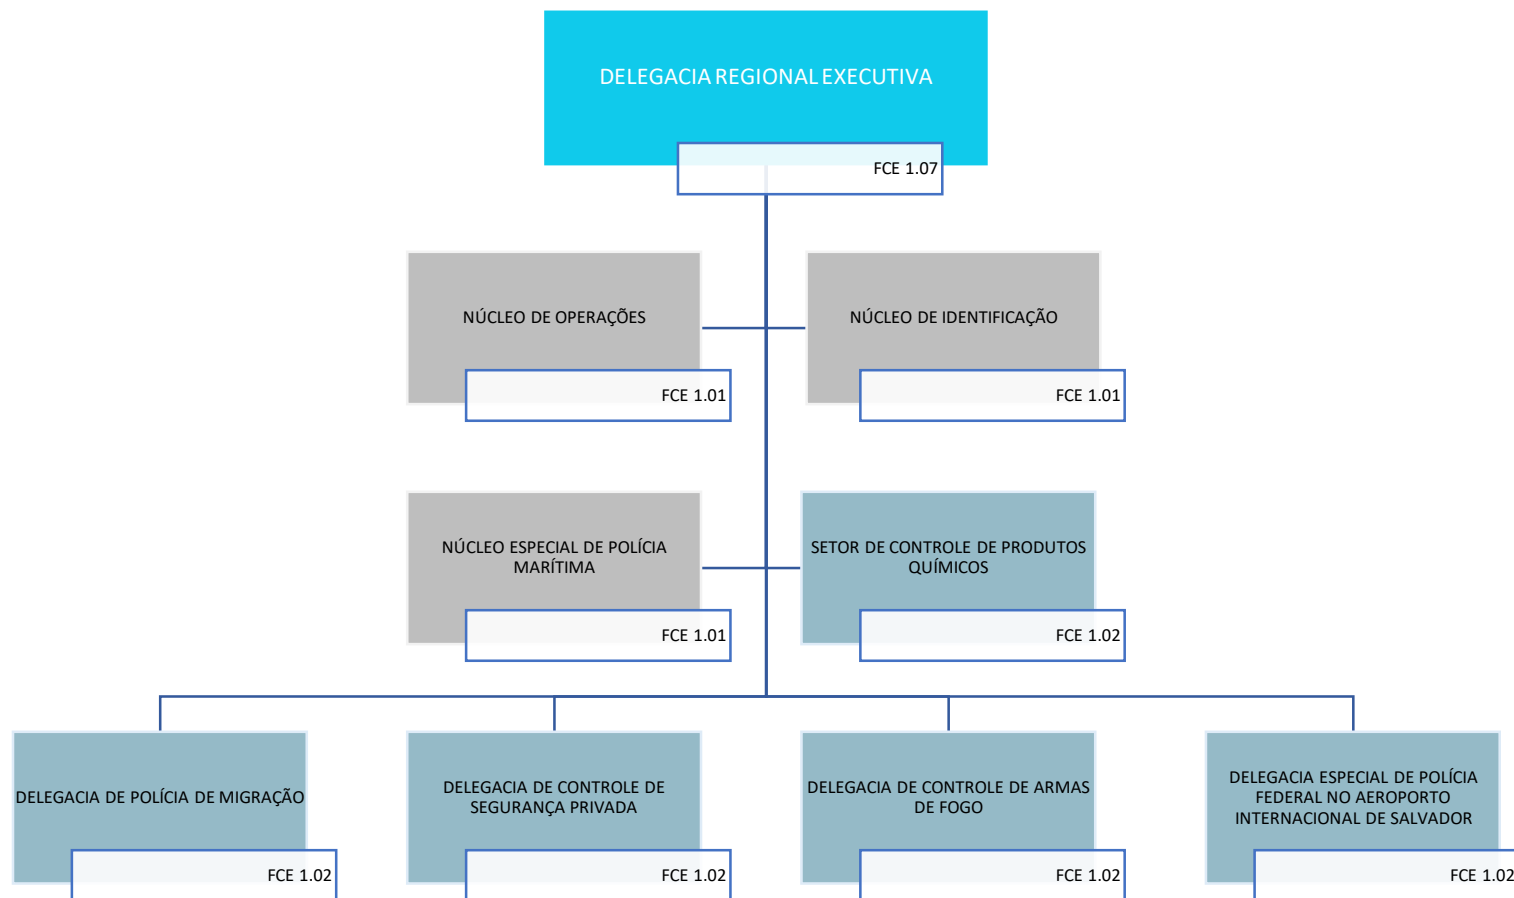 DELEGACIA REGIONAL EXECUTIVA
FCE 1.07
NÚCLEO DE OPERAÇÕES
FCE 1.01
NÚCLEO DE IDENTIFICAÇÃO
FCE 1.01
NÚCLEO ESPECIAL DE POLÍCIA
MARÍTIMA
FCE 1.01
SETOR DE CONTROLE DE PRODUTOS
QUÍMICOS
FCE 1.02
DELEGACIA DE POLÍCIA DE MIGRAÇÃO
FCE 1.02
DELEGACIA DE CONTROLE DE
SEGURANÇA PRIVADA
FCE 1.02
DELEGACIA DE CONTROLE DE ARMAS
DE FOGO
FCE 1.02
DELEGACIA ESPECIAL DE POLÍCIA
FEDERAL NO AEROPORTO
INTERNACIONAL DE SALVADOR
FCE 1.02